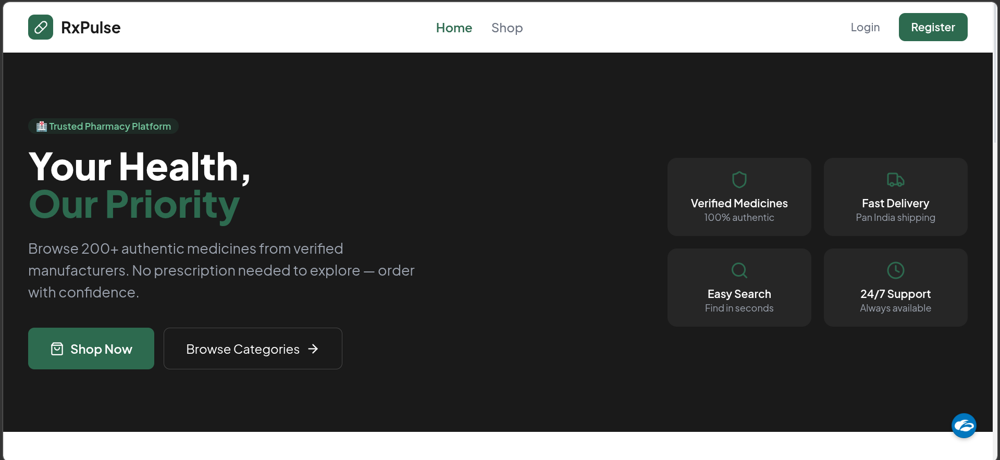 RxPulse
Home
Shop
Login
Register
🏥 Trusted Pharmacy Platform
Your Health,
Our Priority
Browse 200+ authentic medicines from verified
manufacturers. No prescription needed to explore — order
with confidence.
Shop Now
Browse Categories →
Verified Medicines
100% authentic
Fast Delivery
Pan India shipping
Easy Search
Find in seconds
24/7 Support
Always available